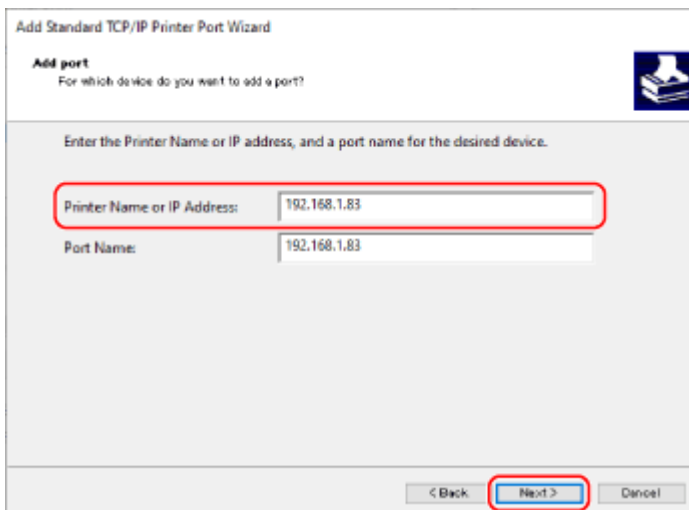 Add Standard TCP/IP Printer Port Wizard
Add port
For which device do you want to add a port?
Enter the Printer Name or IP address, and a port name for the desired device.
Printer Name or IP Address: 192.168.1.83
Port Name: 192.168.1.83
< Back Next > Cancel